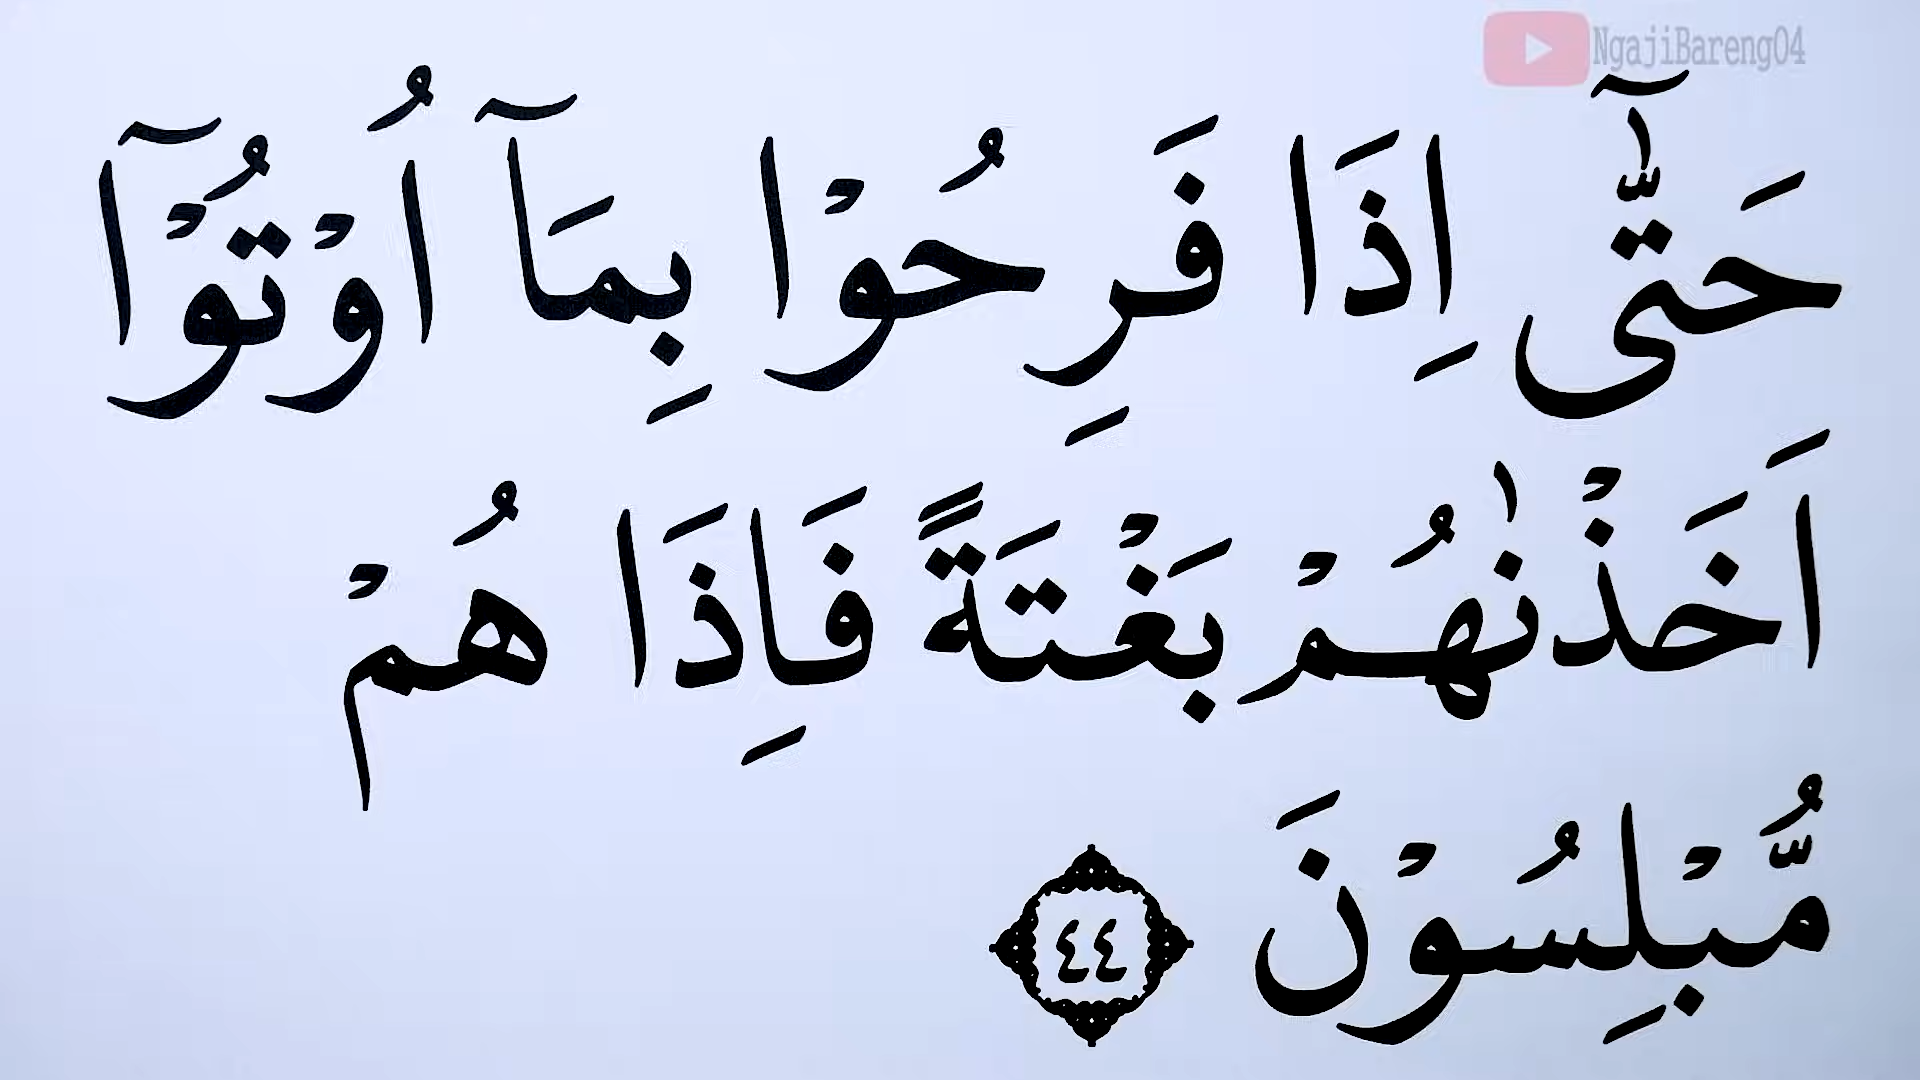 NgajiBareng04
حَتّٰٓى اِذَا فَرِحُوْا بِمَآ اُوْتُوْٓا
اَخَذْنٰهُمْ بَغْتَةً فَاِذَا هُمْ
مُّبْلِسُوْنَ ٤٤